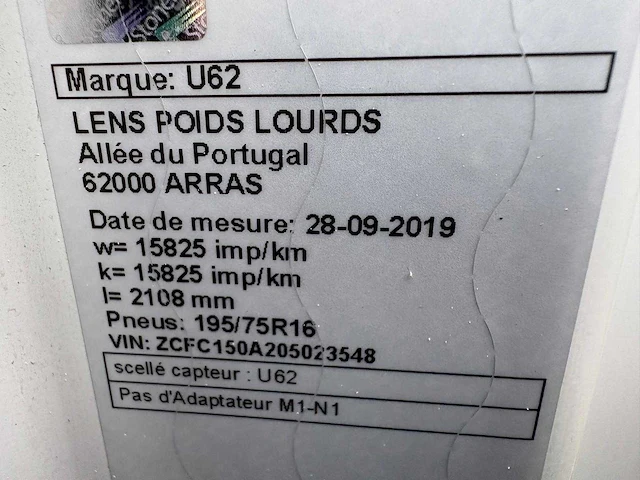 Marque: U62
LENS POIDS LOURDS
Allée du Portugal
62000 ARRAS
Date de mesure: 28-09-2019
w= 15825 imp/km
k= 15825 imp/km
l= 2108 mm
Pneus: 195/75R16
VIN: ZCFC150A205023548
scellé capteur : U62
Pas d'Adaptateur M1-N1